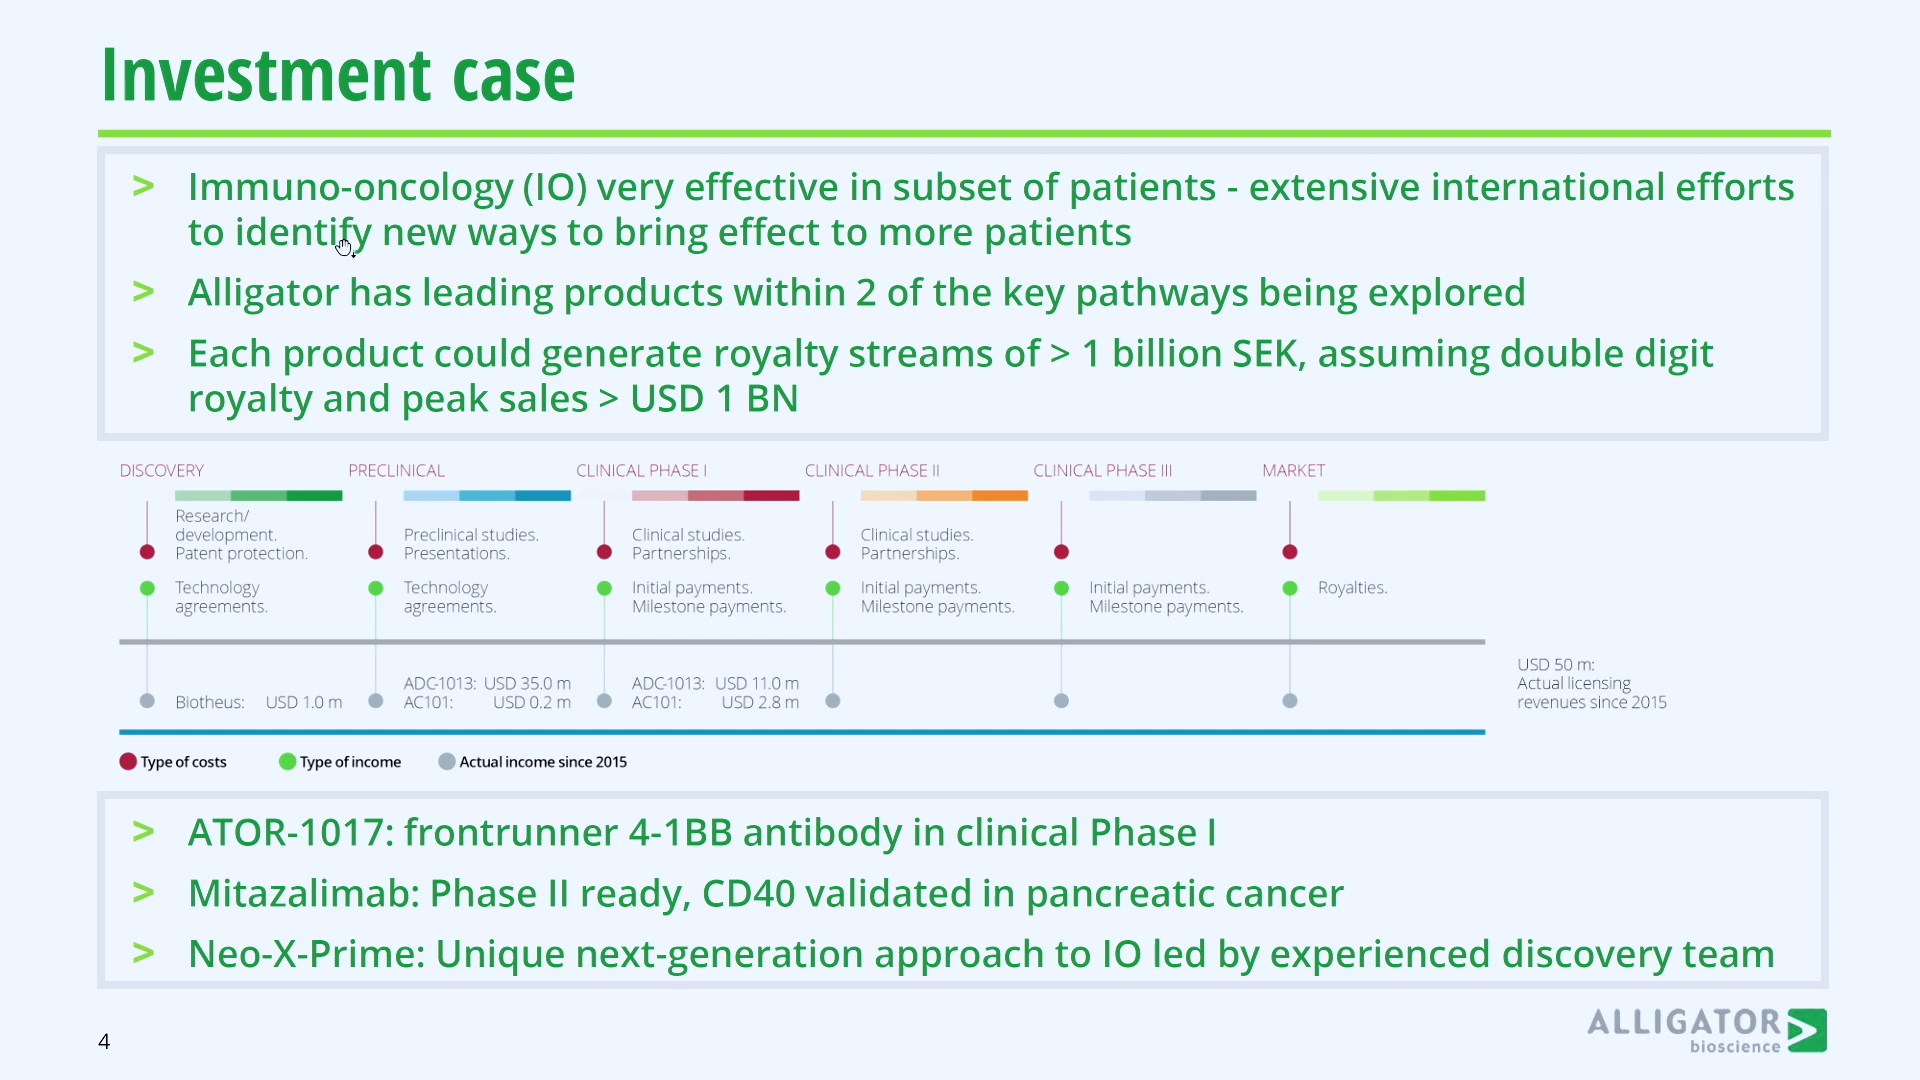 Investment case
> Immuno-oncology (IO) very effective in subset of patients - extensive international efforts
to identify new ways to bring effect to more patients
> Alligator has leading products within 2 of the key pathways being explored
> Each product could generate royalty streams of > 1 billion SEK, assuming double digit
royalty and peak sales > USD 1 BN
DISCOVERY
Research/
development.
Patent protection.
Technology
agreements.
Biotheus: USD 1.0 m
PRECLINICAL
Preclinical studies.
Presentations.
Technology
agreements.
ADC-1013: USD 35.0 m
AC101: USD 0.2 m
CLINICAL PHASE I
Clinical studies.
Partnerships.
Initial payments.
Milestone payments.
ADC-1013: USD 11.0 m
AC101: USD 2.8 m
CLINICAL PHASE II
Clinical studies.
Partnerships.
Initial payments.
Milestone payments.
CLINICAL PHASE III
Initial payments.
Milestone payments.
MARKET
Royalties.
USD 50 m:
Actual licensing
revenues since 2015
Type of costs
Type of income
Actual income since 2015
> ATOR-1017: frontrunner 4-1BB antibody in clinical Phase I
> Mitazalimab: Phase II ready, CD40 validated in pancreatic cancer
> Neo-X-Prime: Unique next-generation approach to IO led by experienced discovery team
4
ALLIGATOR
bioscience